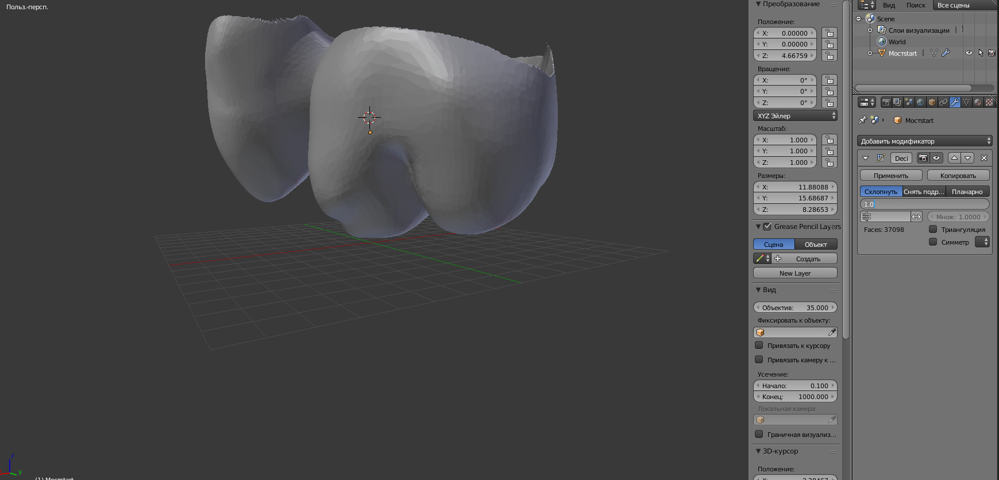 Польз.-персп.
(1) Мостstart
z
y
Преобразование
Положение:
X: 0.00000
Y: 0.00000
Z: 4.66759
Вращение:
X: 0°
Y: 0°
Z: 0°
XYZ Эйлер
Масштаб:
X: 1.000
Y: 1.000
Z: 1.000
Размеры:
X: 11.88088
Y: 15.68687
Z: 8.28653
Grease Pencil Layers
Сцена Объект
Создать
New Layer
Вид
Объектив: 35.000
Фиксировать к объекту:
Привязать к курсору
Привязать камеру к ...
Усечение:
Начало: 0.100
Конец: 1000.000
Локальная камера:
Граничная визуализ...
3D-курсор
Положение:
Вид Поиск Все сцены
Scene
Слои визуализации
World
Мостstart
Мостstart
Добавить модификатор
Deci
Применить Копировать
Схлопнуть Снять подр... Планарно
1.0
Множ: 1.0000
Faces: 37098 Триангуляция
Симметр